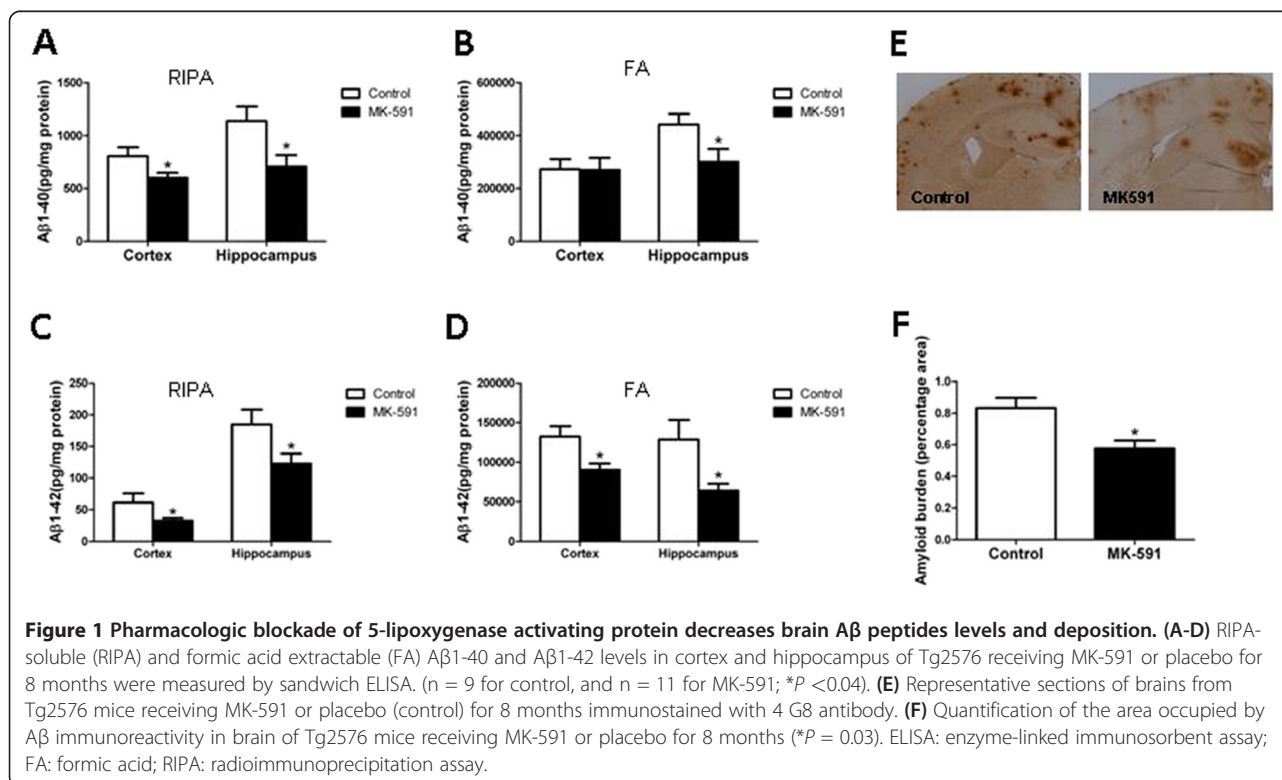 A
RIPA
Aβ1-40(pg/mg protein)
1500
1000
500
0
Control
MK-591
*
*
Cortex
Hippocampus
B
FA
Aβ1-40(pg/mg protein)
600000
400000
200000
0
Control
MK-591
*
Cortex
Hippocampus
E
Control
MK591
C
RIPA
Aβ1-42(pg/mg protein)
250
200
150
100
50
0
Control
MK-591
*
*
Cortex
Hippocampus
D
FA
Aβ1-42(pg/mg protein)
200000
150000
100000
50000
0
Control
MK-591
*
*
Cortex
Hippocampus
F
Amyloid burden (percentage area)
1.0
0.8
0.6
0.4
0.2
0.0
*
Control
MK-591
Figure 1 Pharmacologic blockade of 5-lipoxygenase activating protein decreases brain Aβ peptides levels and deposition. (A-D) RIPA-
soluble (RIPA) and formic acid extractable (FA) Aβ1-40 and Aβ1-42 levels in cortex and hippocampus of Tg2576 receiving MK-591 or placebo for
8 months were measured by sandwich ELISA. (n = 9 for control, and n = 11 for MK-591; *P <0.04). (E) Representative sections of brains from
Tg2576 mice receiving MK-591 or placebo (control) for 8 months immunostained with 4 G8 antibody. (F) Quantification of the area occupied by
Aβ immunoreactivity in brain of Tg2576 mice receiving MK-591 or placebo for 8 months (*P = 0.03). ELISA: enzyme-linked immunosorbent assay;
FA: formic acid; RIPA: radioimmunoprecipitation assay.